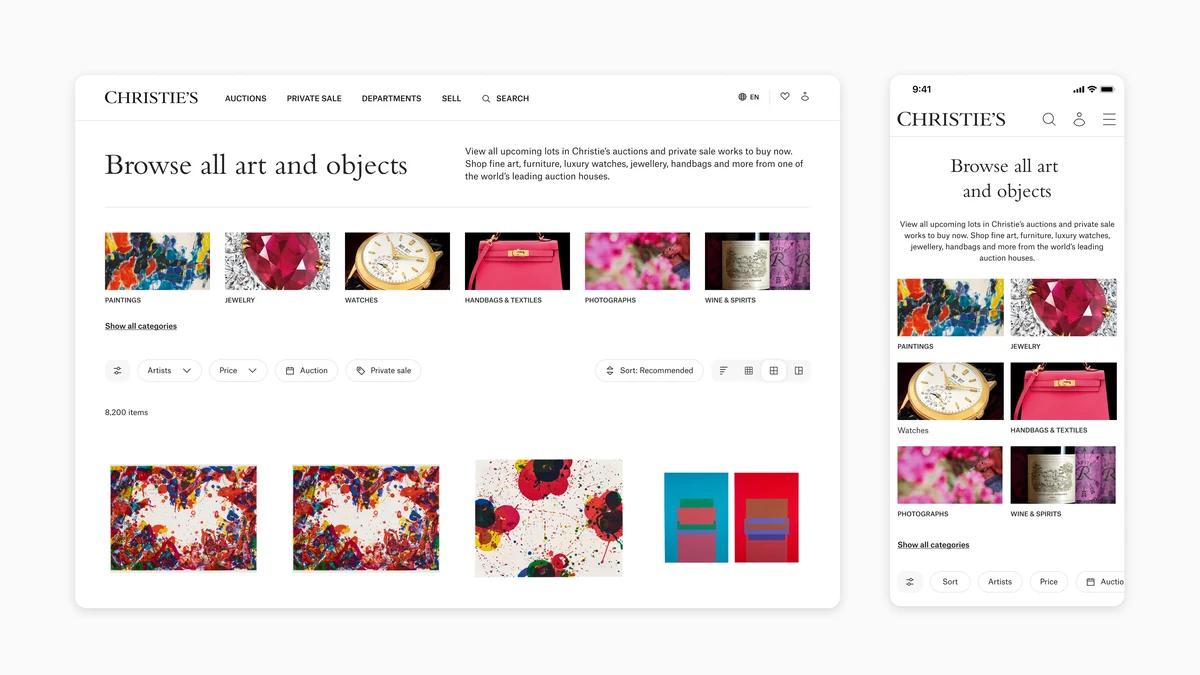 CHRISTIE'S
AUCTIONS
PRIVATE SALE
DEPARTMENTS
SELL
SEARCH
EN
Browse all art and objects
View all upcoming lots in Christie's auctions and private sale works to buy now.
Shop fine art, furniture, luxury watches, jewellery, handbags and more from one of
the world's leading auction houses.
PAINTINGS
JEWELRY
WATCHES
HANDBAGS & TEXTILES
PHOTOGRAPHS
WINE & SPIRITS
Show all categories
Artists
Price
Auction
Private sale
Sort: Recommended
8,200 items
9:41
CHRISTIE'S
Browse all art
and objects
View all upcoming lots in Christie's auctions and private sale
works to buy now. Shop fine art, furniture, luxury watches,
jewellery, handbags and more from the world's leading
auction houses.
PAINTINGS
JEWELRY
Watches
HANDBAGS & TEXTILES
PHOTOGRAPHS
WINE & SPIRITS
Show all categories
Sort
Artists
Price
Auctio